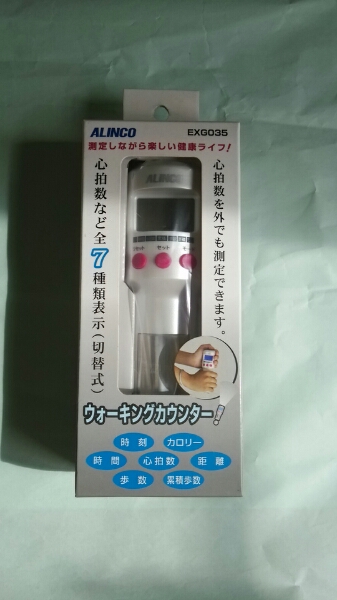 ALINCO EXG035
測定しながら楽しい健康ライフ!
心拍数を外でも測定できます。
心拍数など全7種類表示(切替式)
ALINCO
セット
ウォーキングカウンター!
時刻 カロリー
時間 心拍数 距離
歩数 累積歩数